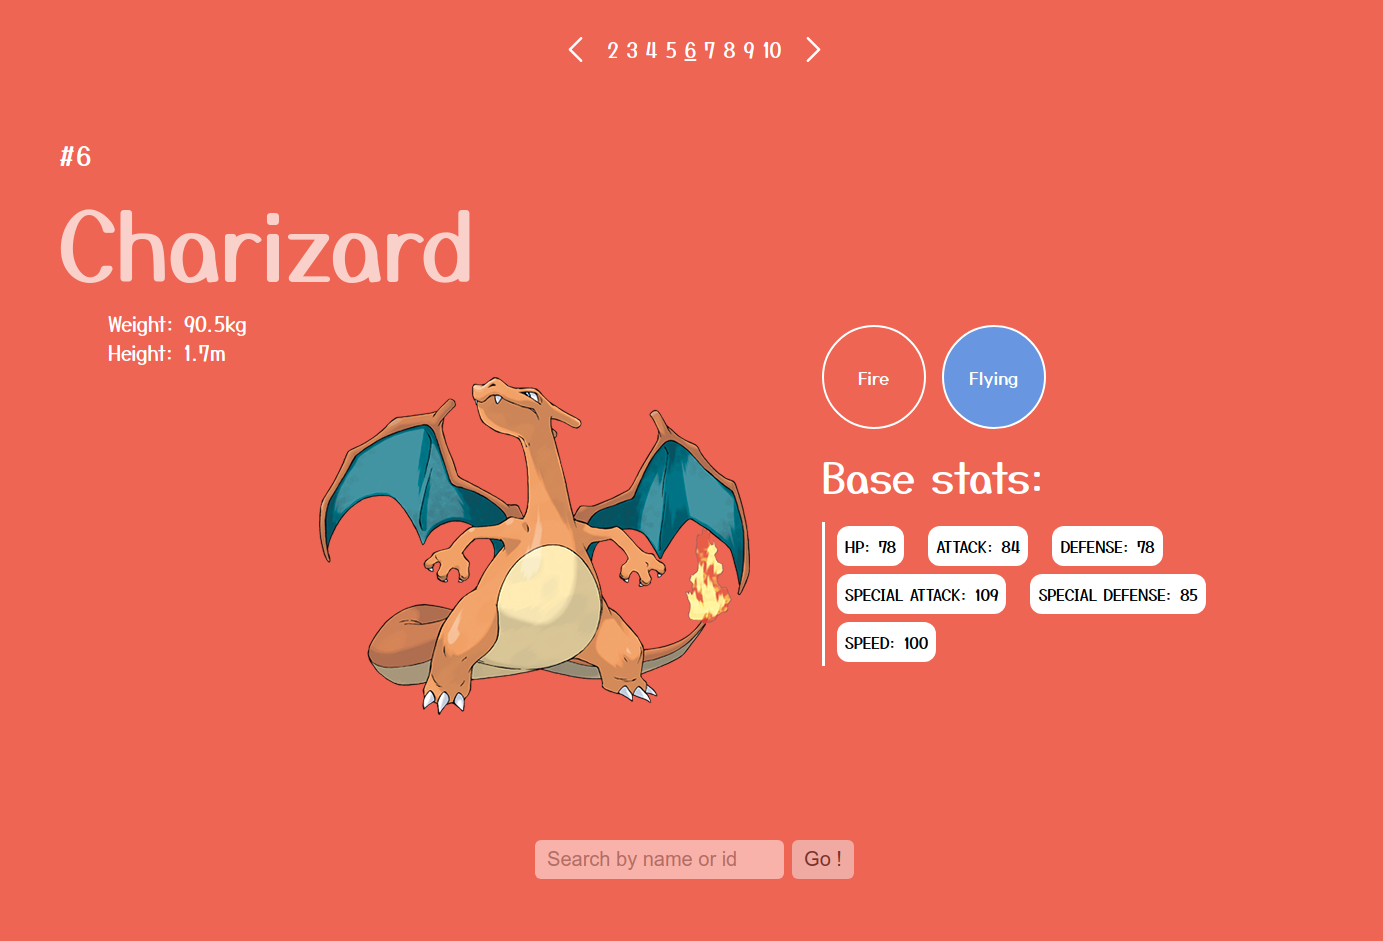 2 3 4 5 6 7 8 9 10
#6
Charizard
Weight: 90.5kg
Height: 1.7m
Fire Flying
Base stats:
HP: 78 ATTACK: 84 DEFENSE: 78
SPECIAL ATTACK: 109 SPECIAL DEFENSE: 85
SPEED: 100
Search by name or id Go !